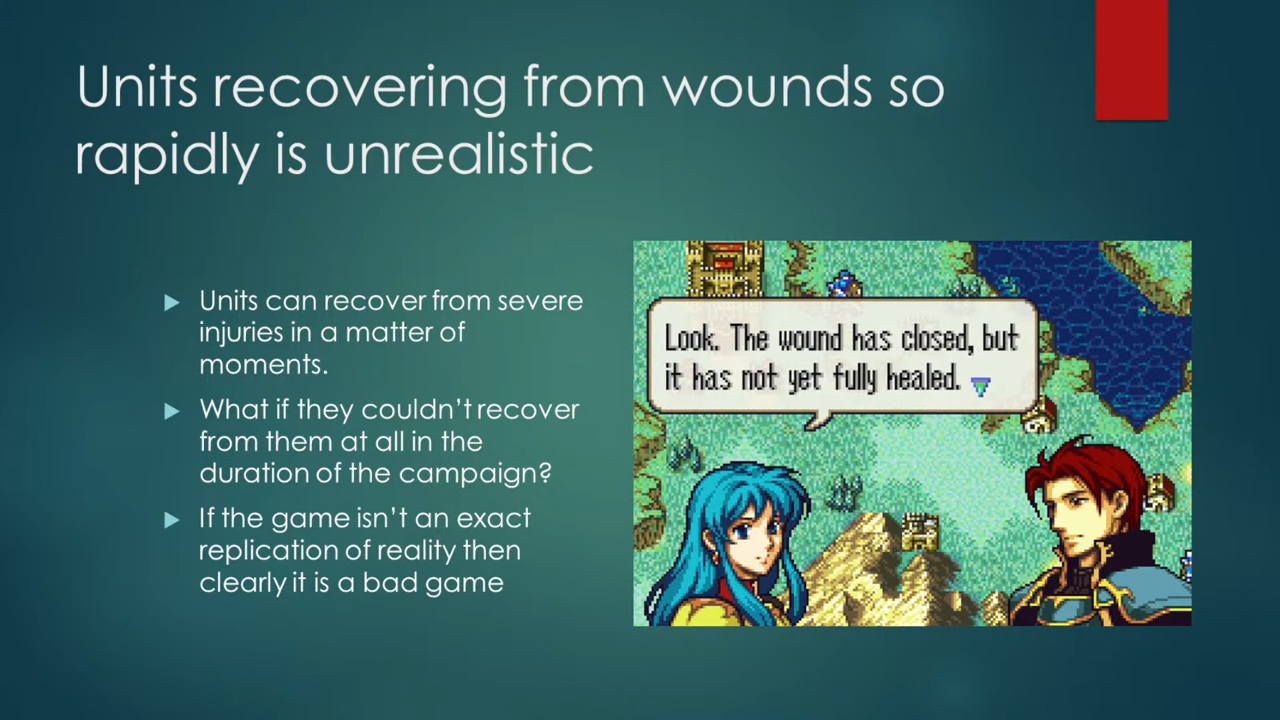 Units recovering from wounds so
rapidly is unrealistic
Units can recover from severe
injuries in a matter of
moments.
What if they couldn't recover
from them at all in the
duration of the campaign?
If the game isn't an exact
replication of reality then
clearly it is a bad game
Look. The wound has closed, but
it has not yet fully healed.